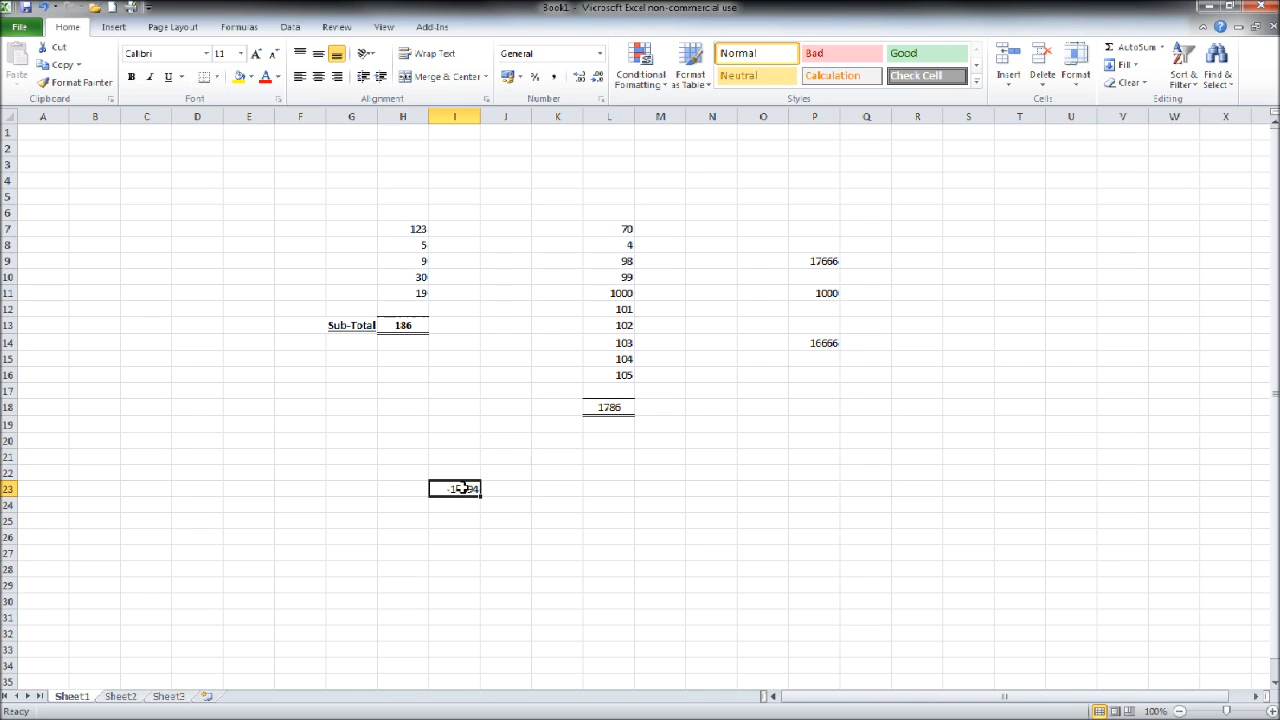 Book1 - Microsoft Excel non-commercial use
File Home Insert Page Layout Formulas Data Review View Add-Ins
Paste Cut Copy Format Painter
Calibri 11 Wrap Text General Normal Bad Good AutoSum
Merge & Center Conditional Formatting Format as Table Neutral Calculation Check Cell Insert Delete Format Fill Clear Sort & Filter Find & Select
Clipboard Font Alignment Number Styles Cells Editing
A B C D E F G H I J K L M N O P Q R S T U V W X
1
2
3
4
5
6
7 123 70
8 5 4
9 9 98 17666
10 30 99
11 19 1000 1000
12 101
13 Sub-Total 186 102
14 103 16666
15 104
16 105
17
18 1786
19
20
21
22
23
24
25
26
27
28
29
30
31
32
33
34
35
Sheet1 Sheet2 Sheet3
Ready 100%